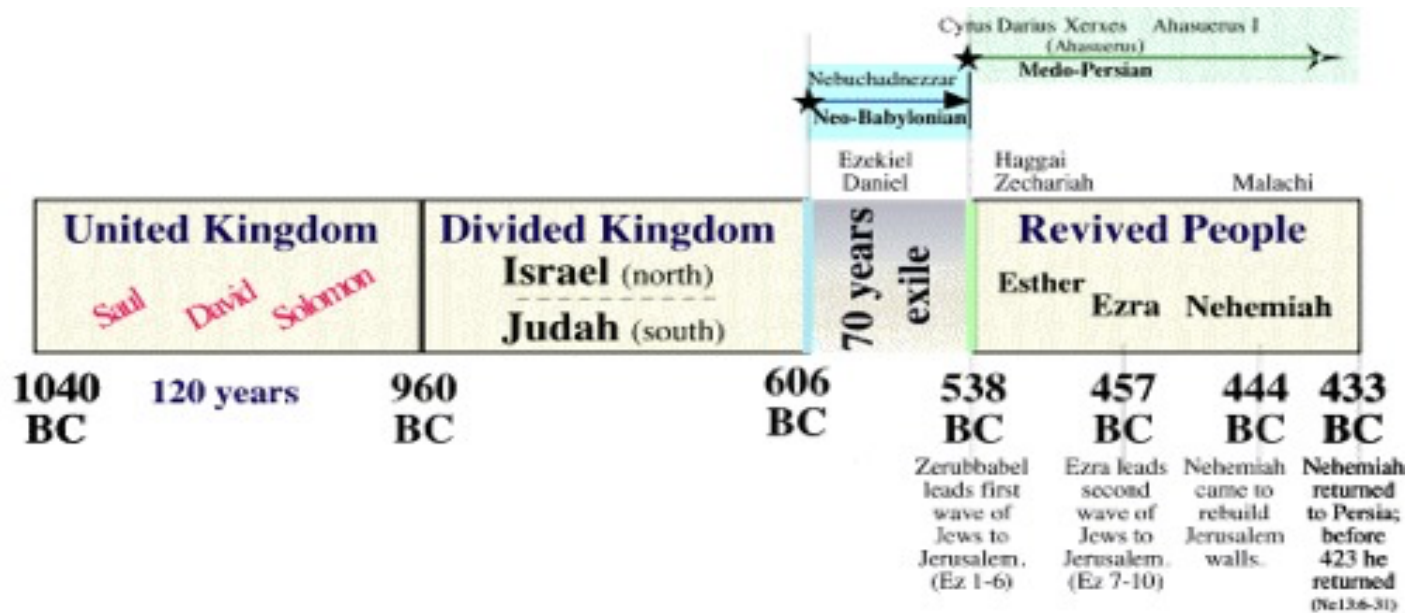 Cyrus Darius Xerxes Ahasuerus I
(Ahasuerus)
Medo-Persian
Nebuchadnezzar
Neo-Babylonian
Ezekiel
Daniel
Haggai
Zechariah
Malachi
United Kingdom
Saul David Solomon
Divided Kingdom
Israel (north)
Judah (south)
70 years
exile
Revived People
Esther
Ezra
Nehemiah
1040
BC
120 years
960
BC
606
BC
538
BC
Zerubbabel
leads first
wave of
Jews to
Jerusalem.
(Ez 1-6)
457
BC
Ezra leads
second
wave of
Jews to
Jerusalem.
(Ez 7-10)
444
BC
Nehemiah
came to
rebuild
Jerusalem
walls.
433
BC
Nehemiah
returned
to Persia;
before
423 he
returned
(Ne13:6-31)